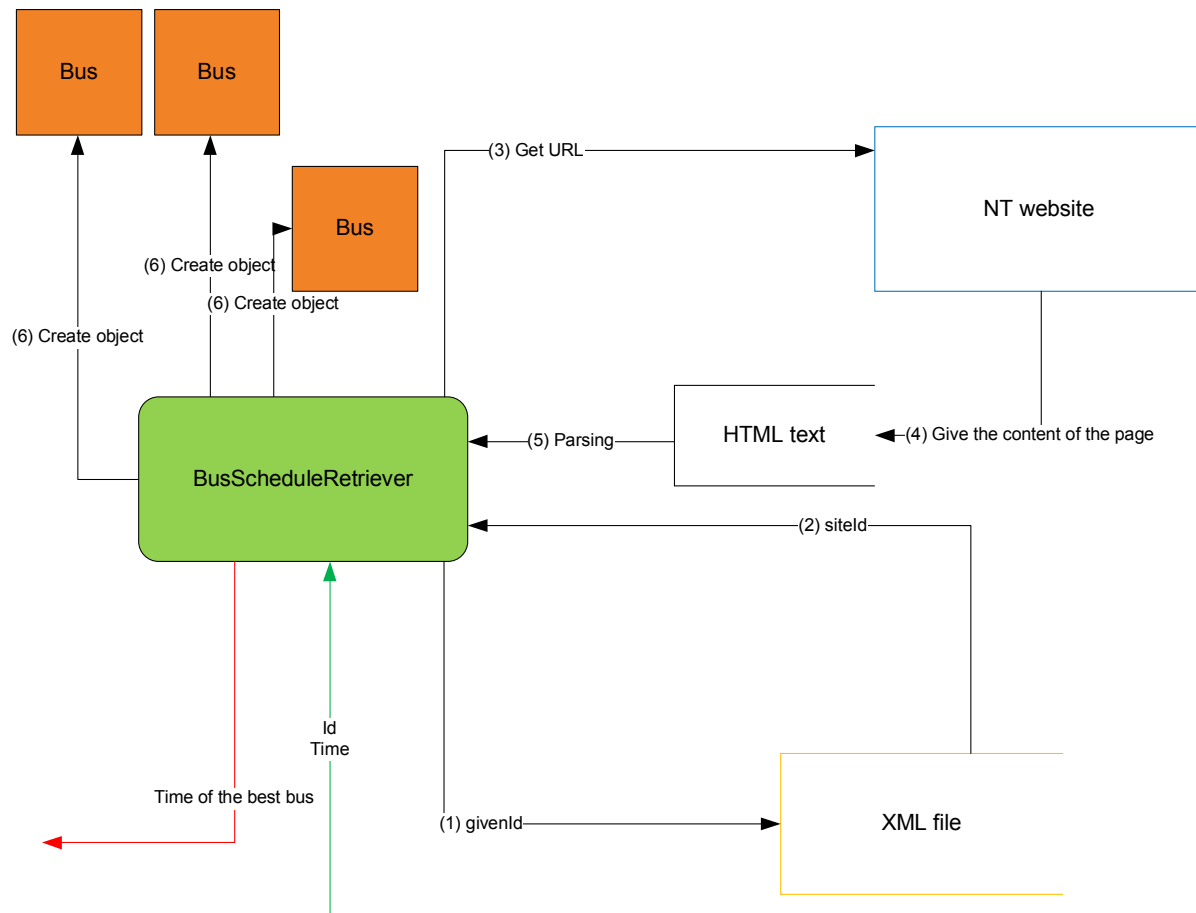 Bus
Bus
(3) Get URL
NT website
Bus
(6) Create object
(6) Create object
(6) Create object
HTML text
(4) Give the content of the page
(5) Parsing
BusScheduleRetriever
(2) siteId
Id
Time
Time of the best bus
(1) givenId
XML file